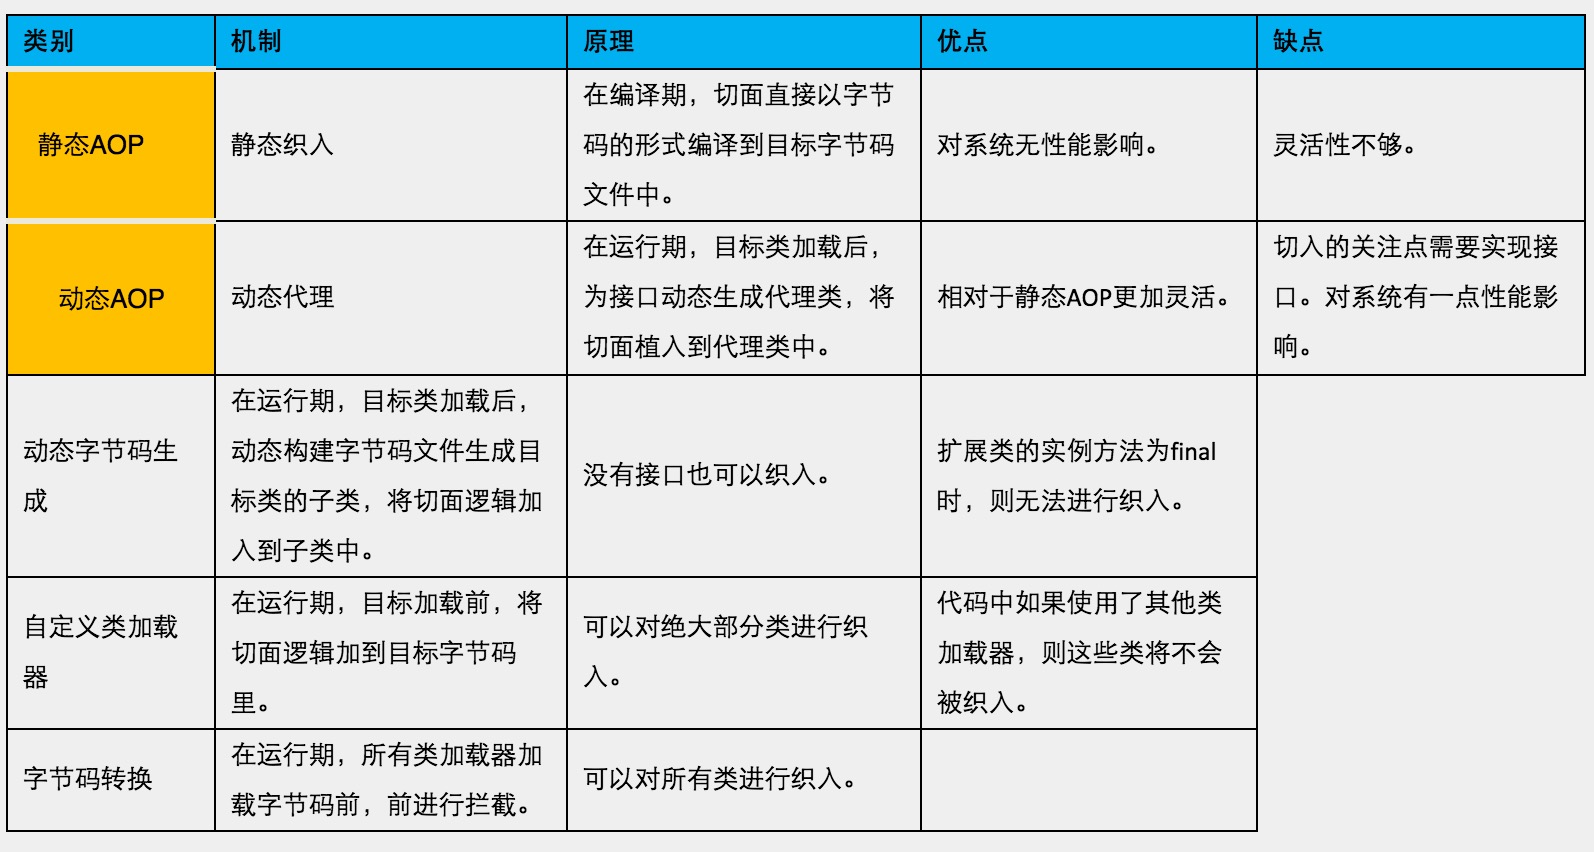 类别
机制
原理
优点
缺点
静态AOP
静态织入
在编译期，切面直接以字节
码的形式编译到目标字节码
文件中。
对系统无性能影响。
灵活性不够。
动态AOP
动态代理
在运行期，目标类加载后，
为接口动态生成代理类，将
切面植入到代理类中。
相对于静态AOP更加灵活。
切入的关注点需要实现接
口。对系统有一点性能影
响。
动态字节码生
成
在运行期，目标类加载后，
动态构建字节码文件生成目
标类的子类，将切面逻辑加
入到子类中。
没有接口也可以织入。
扩展类的实例方法为final
时，则无法进行织入。
自定义类加载
器
在运行期，目标加载前，将
切面逻辑加到目标字节码
里。
可以对绝大部分类进行织
入。
代码中如果使用了其他类
加载器，则这些类将不会
被织入。
字节码转换
在运行期，所有类加载器加
载字节码前，前进行拦截。
可以对所有类进行织入。